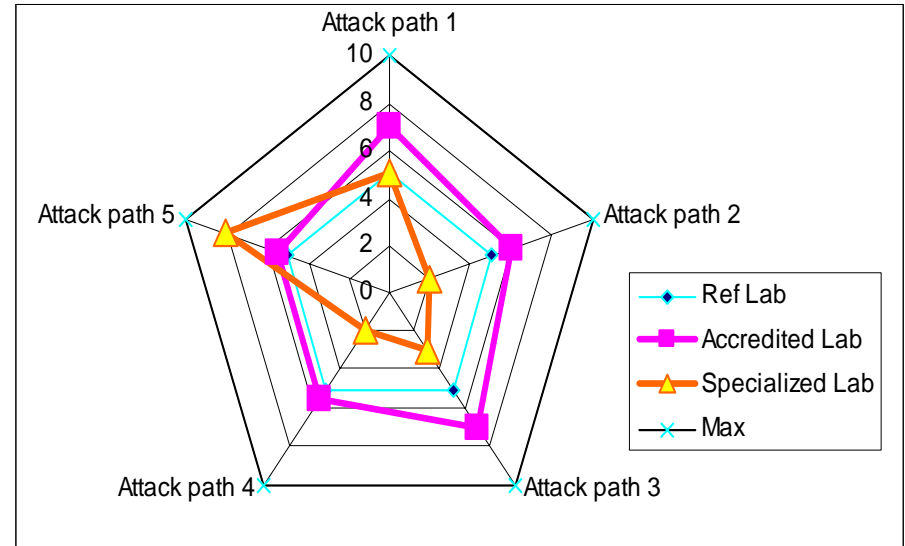 Attack path 1
10
8
6
4
2
0
Attack path 5
Attack path 2
Attack path 4
Attack path 3
Ref Lab
Accredited Lab
Specialized Lab
Max